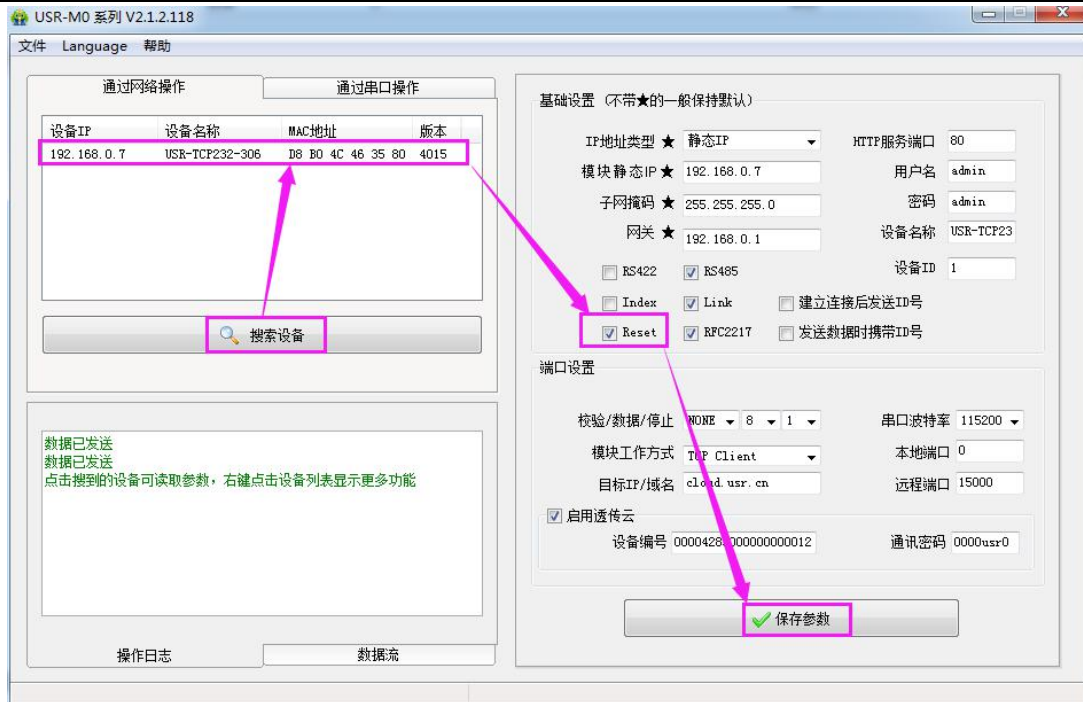 USR-M0 系列 V2.1.2.118
文件 Language 帮助
通过网络操作 通过串口操作
设备IP 设备名称 MAC地址 版本
192.168.0.7 USR-TCP232-306 D8 B0 4C 46 35 80 4015
搜索设备
数据已发送
数据已发送
点击搜到的设备可读取参数，右键点击设备列表显示更多功能
操作日志 数据流
基础设置 （不带★的一般保持默认）
IP地址类型 ★ 静态IP HTTP服务端口 80
模块静态IP★ 192.168.0.7 用户名 admin
子网掩码 ★ 255.255.255.0 密码 admin
网关 ★ 192.168.0.1 设备名称 USR-TCP23
RS422 RS485 设备ID 1
Index Link 建立连接后发送ID号
Reset RFC2217 发送数据时携带ID号
端口设置
校验/数据/停止 NONE 8 1 串口波特率 115200
模块工作方式 TCP Client 本地端口 0
目标IP/域名 cloud.usr.cn 远程端口 15000
启用透传云
设备编号 通讯密码 0000usr0
保存参数